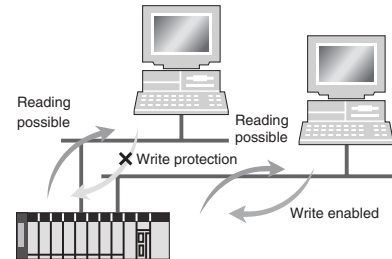 Reading
possible
Reading
possible
Write protection
Write enabled